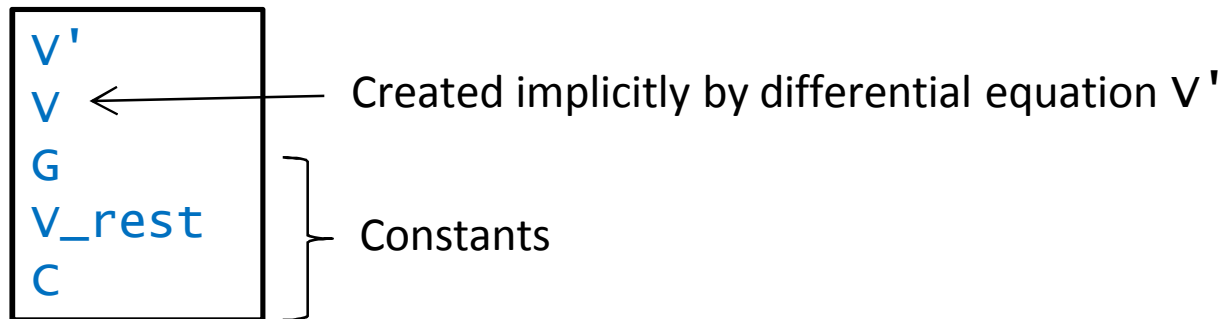 V'
V
Created implicitly by differential equation V'
G
V_rest
Constants
C